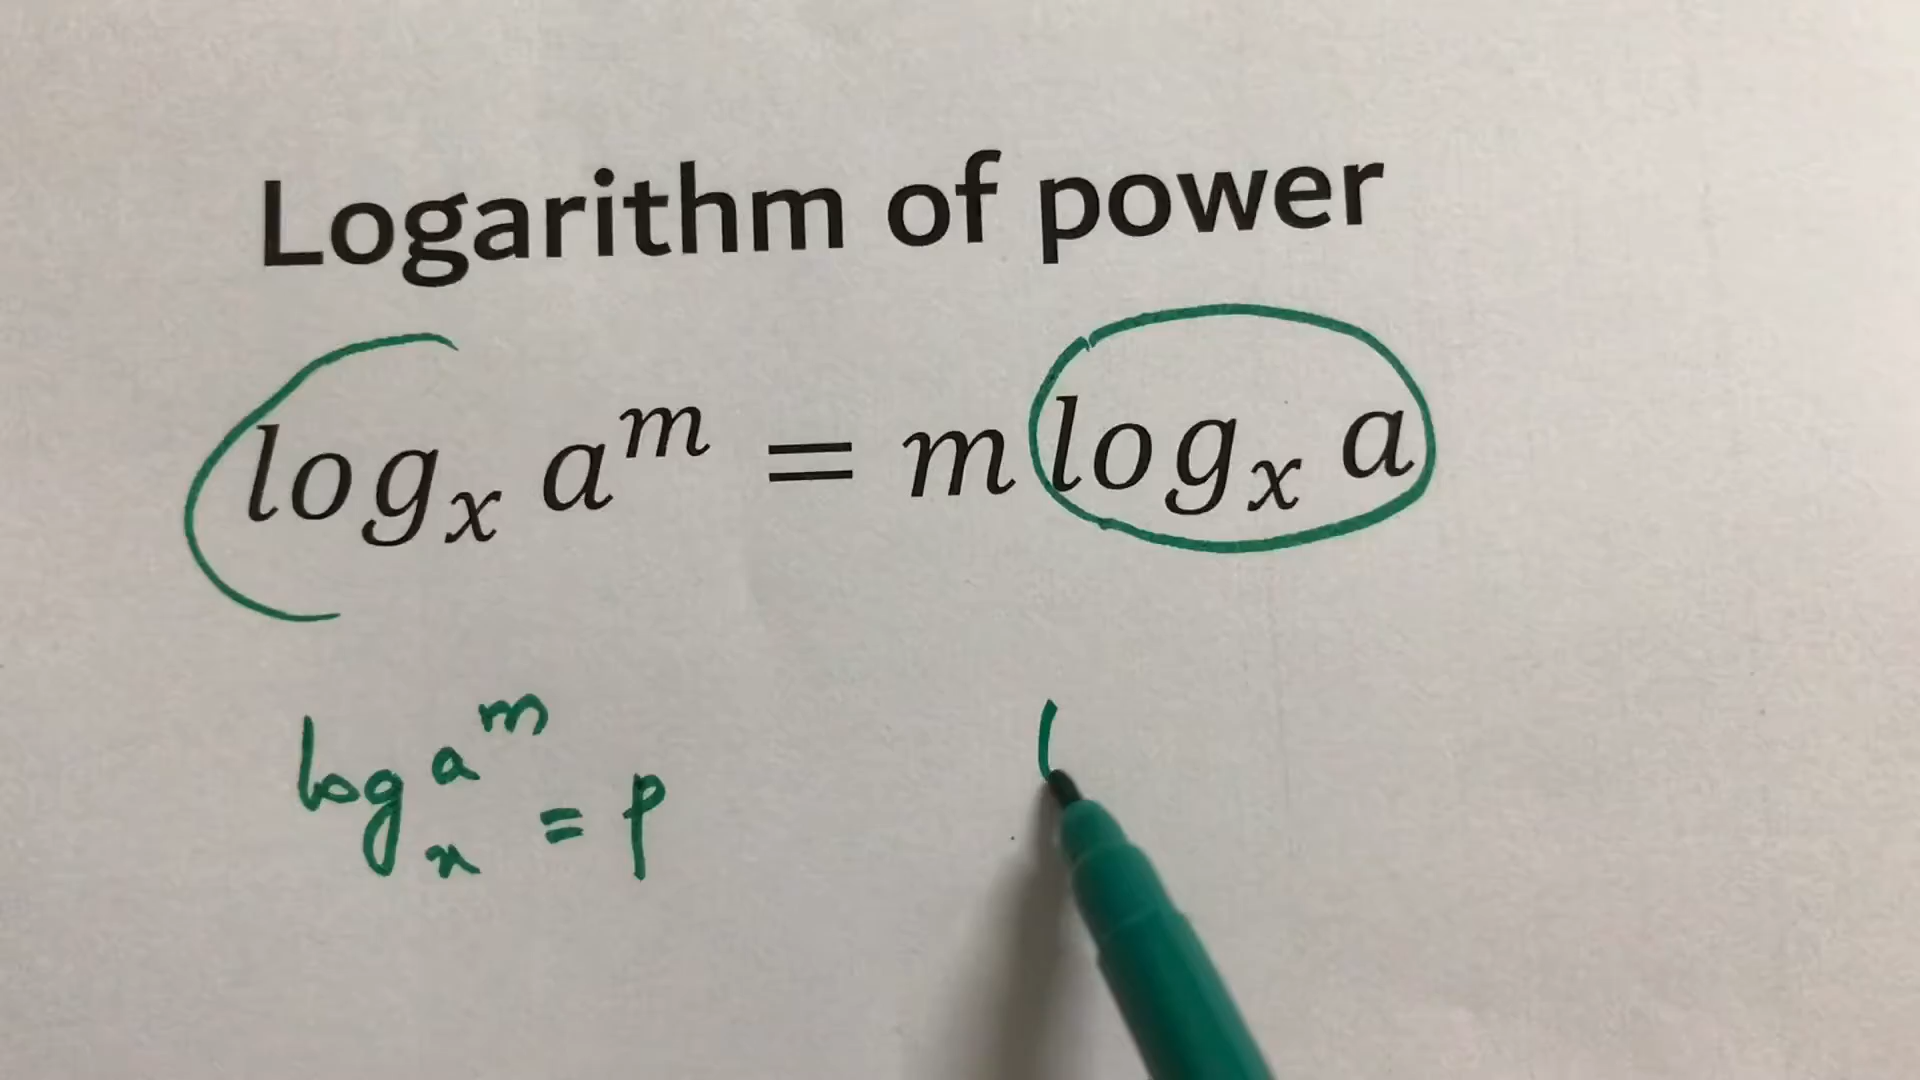 Logarithm of power
log_x a^m = m log_x a
log_x a^m = p